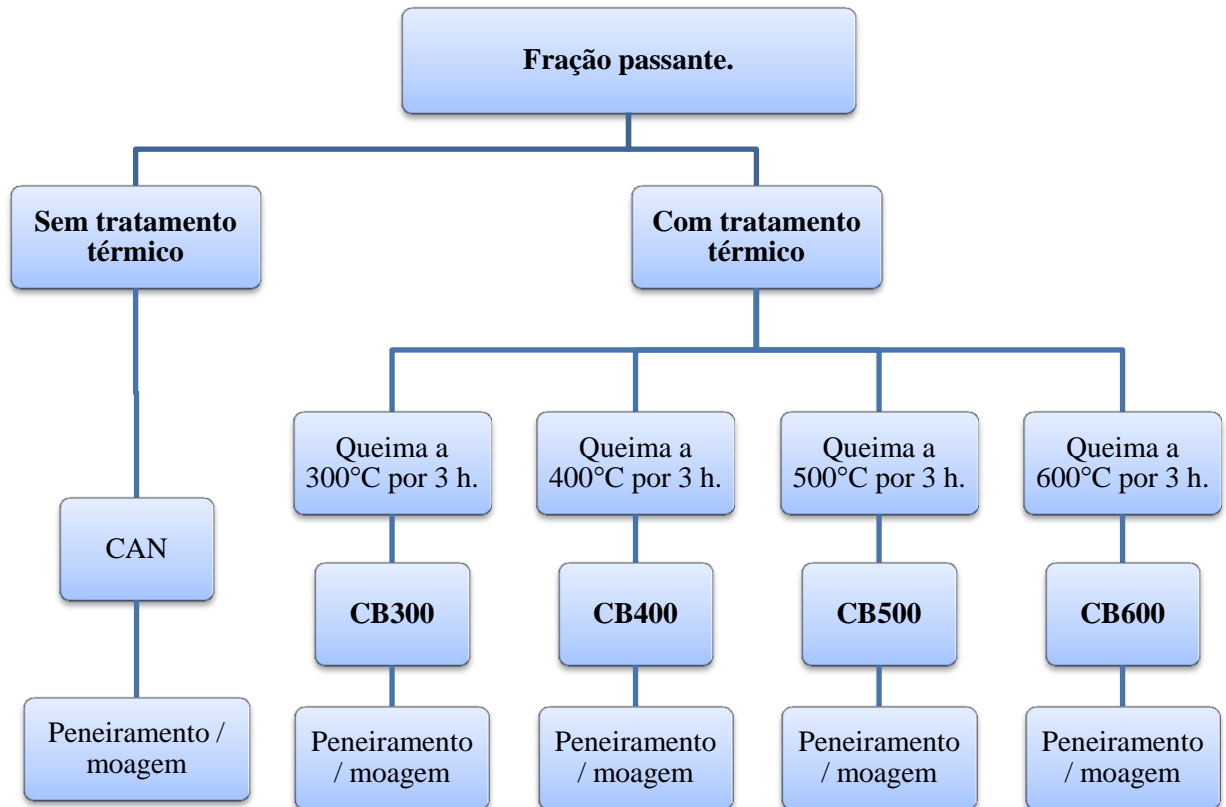 Fração passante.
Sem tratamento
térmico
Com tratamento
térmico
Queima a
300°C por 3 h.
Queima a
400°C por 3 h.
Queima a
500°C por 3 h.
Queima a
600°C por 3 h.
CAN
CB300
CB400
CB500
CB600
Peneiramento /
moagem
Peneiramento
/ moagem
Peneiramento
/ moagem
Peneiramento
/ moagem
Peneiramento
/ moagem